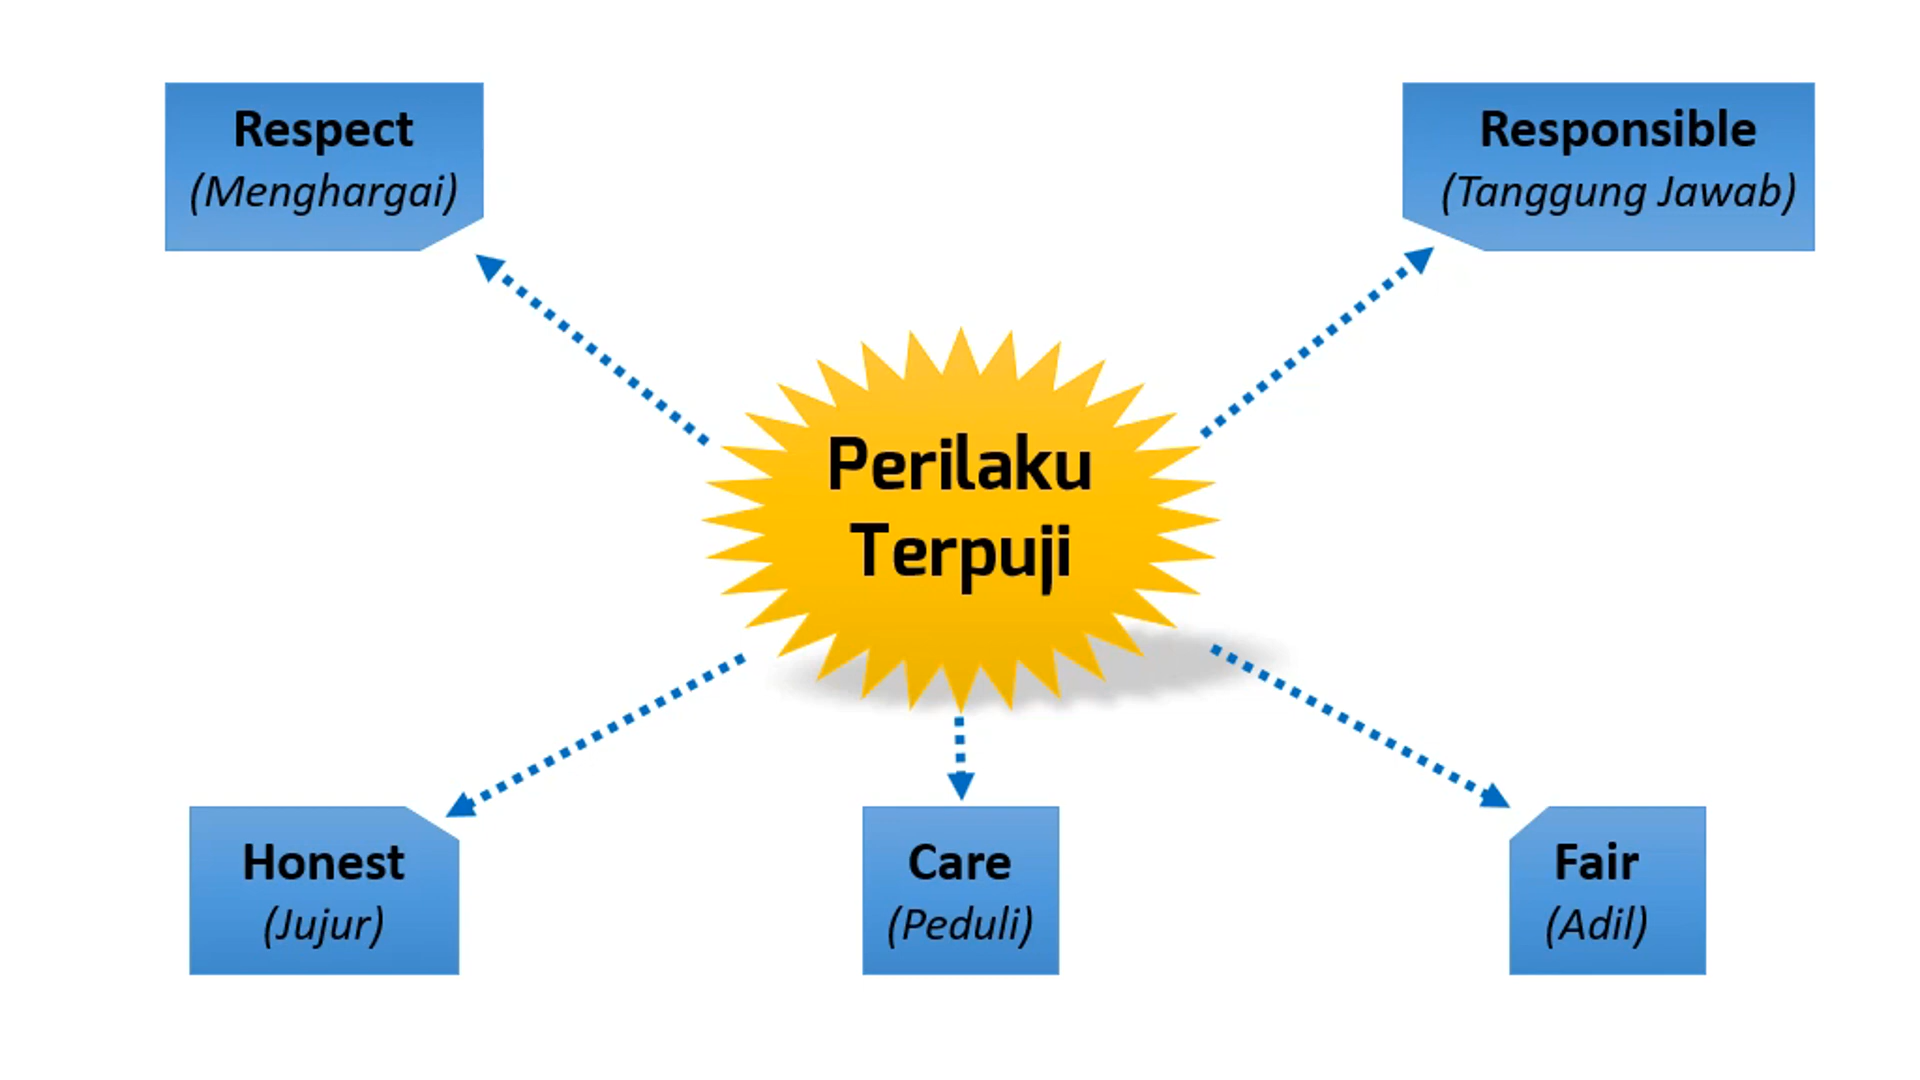 Respect
(Menghargai)
Responsible
(Tanggung Jawab)
Perilaku
Terpuji
Honest
(Jujur)
Care
(Peduli)
Fair
(Adil)